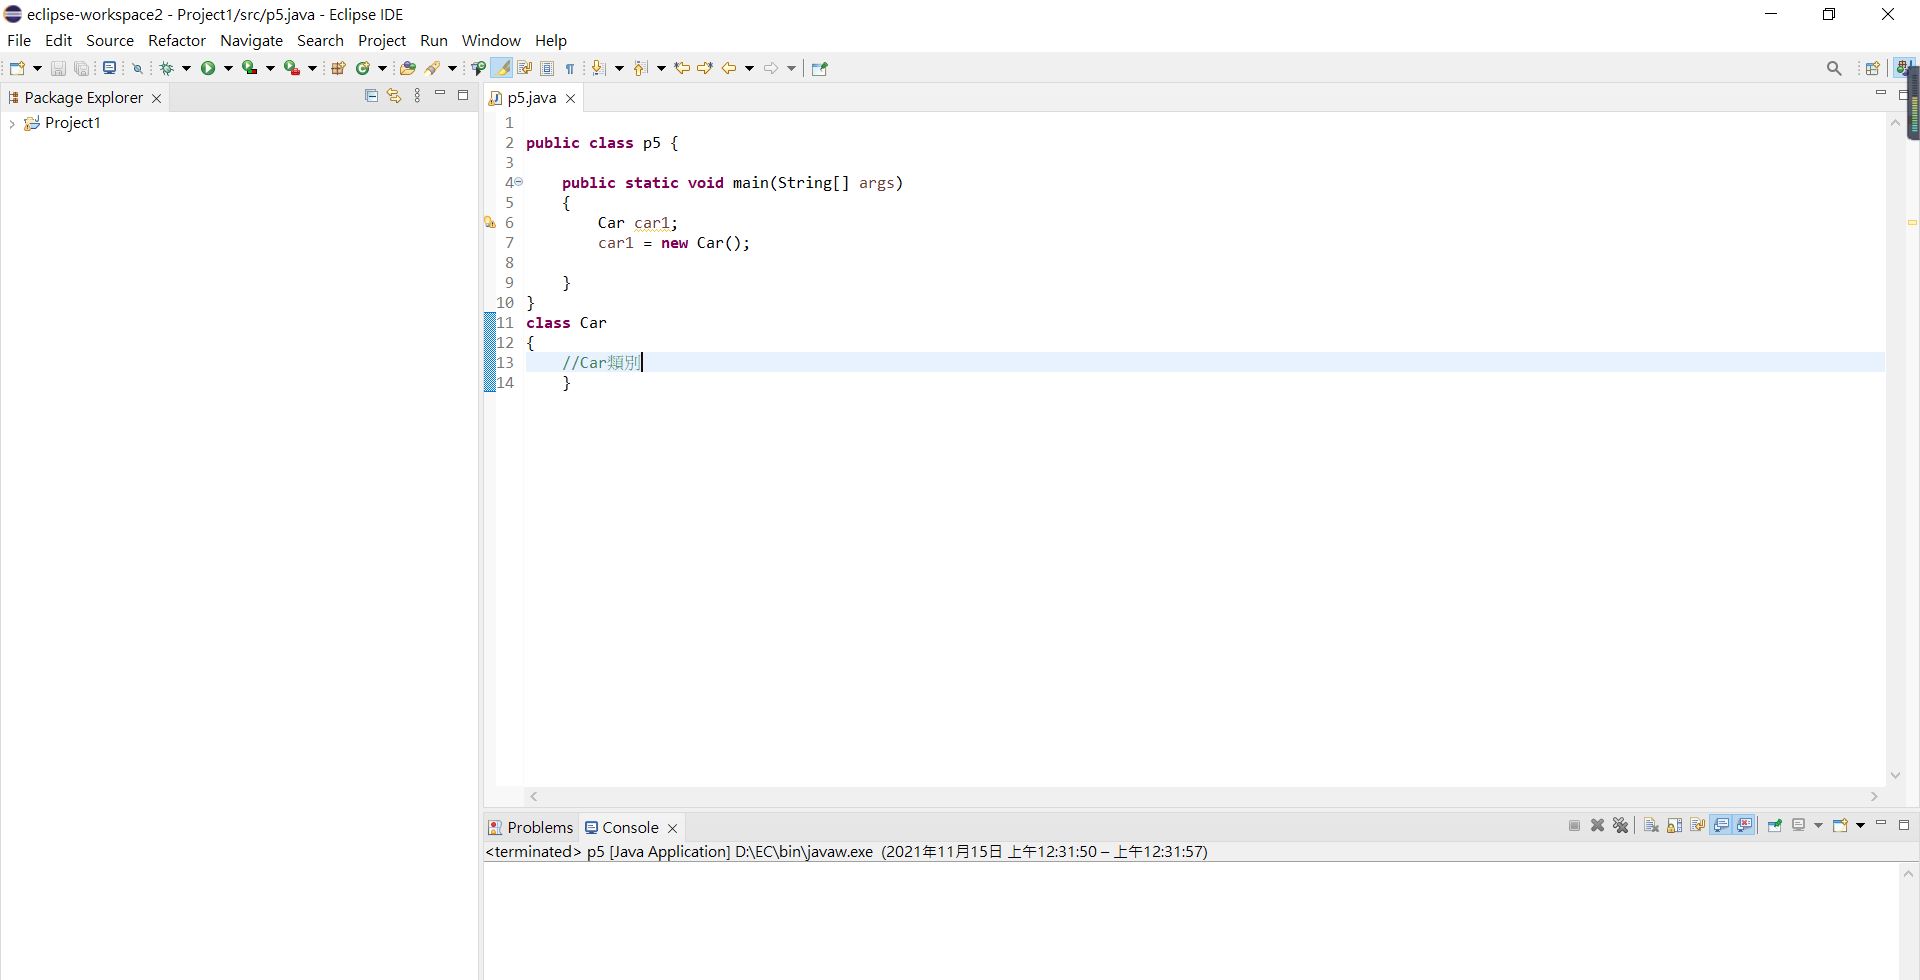 eclipse-workspace2 - Project1/src/p5.java - Eclipse IDE
File Edit Source Refactor Navigate Search Project Run Window Help
Package Explorer
p5.java
Project1
1
2 public class p5 {
3
4 public static void main(String[] args)
5 {
6 Car car1;
7 car1 = new Car();
8
9 }
10 }
11 class Car
12 {
13 //Car類別
14 }
Problems Console
<terminated> p5 [Java Application] D:\EC\bin\javaw.exe (2021年11月15日 上午12:31:50 – 上午12:31:57)